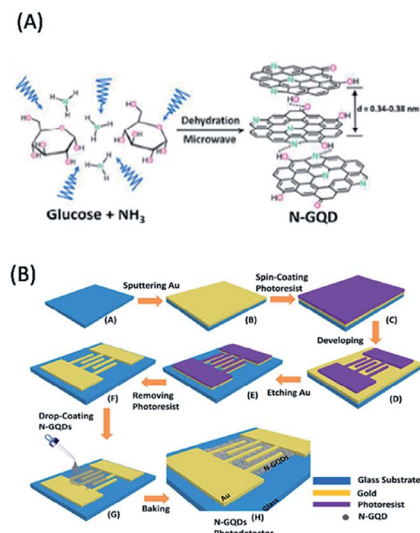 (A)
Dehydration
Microwave
d = 0.34-0.38 nm
Glucose + NH₃
N-GQD
(B)
Sputtering Au
Spin-Coating
Photoresist
(A)
(B)
(C)
Developing
(F)
Removing
Photoresist
(E)
Etching Au
(D)
Drop-Coating
N-GQDs
(G)
Baking
N-GQDs
Au
Glass
(H)
N-GQDs
Photodetector
Glass Substrate
Gold
Photoresist
N-GQD